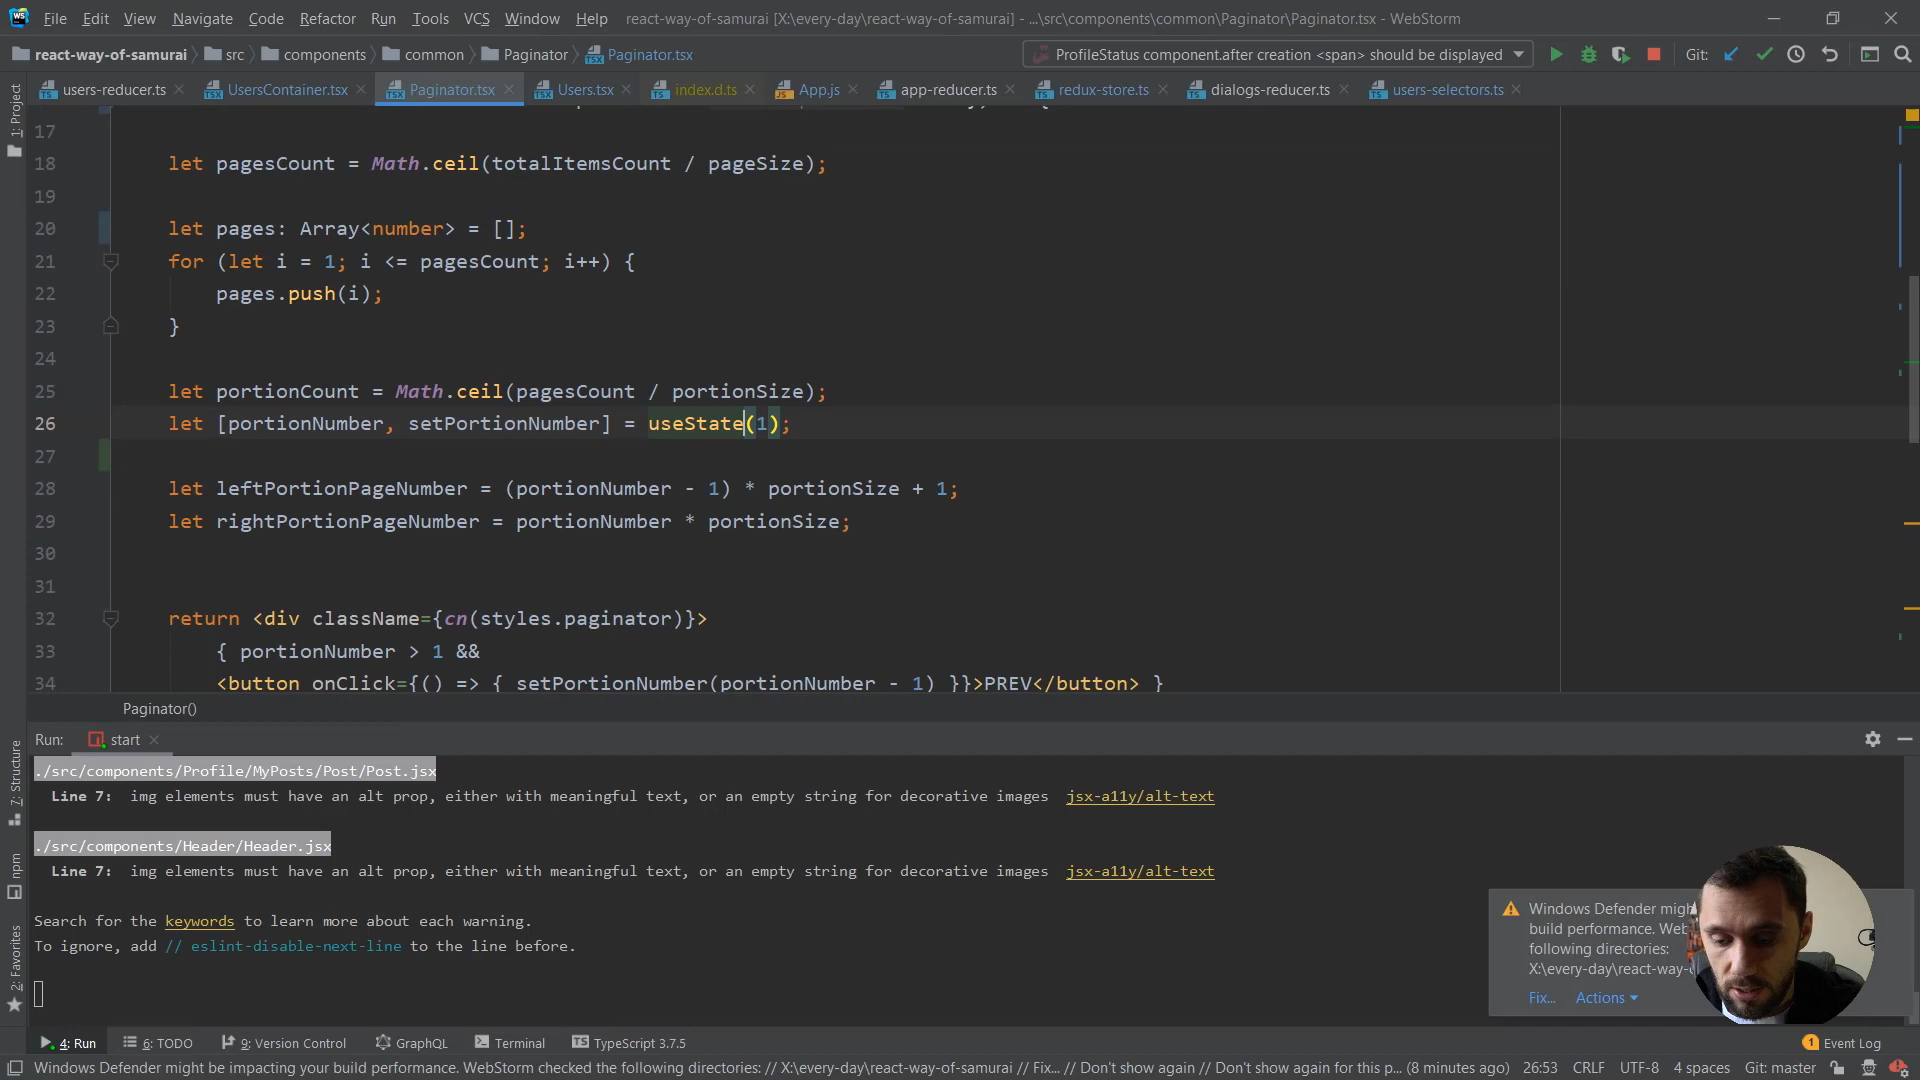 File Edit View Navigate Code Refactor Run Tools VCS Window Help react-way-of-samurai [X:\every-day\react-way-of-samurai] - ...\src\components\common\Paginator\Paginator.tsx - WebStorm
react-way-of-samurai src components common Paginator Paginator.tsx ProfileStatus component.after creation <span> should be displayed Git:
users-reducer.ts UsersContainer.tsx Paginator.tsx Users.tsx index.d.ts App.js app-reducer.ts redux-store.ts dialogs-reducer.ts users-selectors.ts
17
18 let pagesCount = Math.ceil(totalItemsCount / pageSize);
19
20 let pages: Array<number> = [];
21 for (let i = 1; i <= pagesCount; i++) {
22 pages.push(i);
23 }
24
25 let portionCount = Math.ceil(pagesCount / portionSize);
26 let [portionNumber, setPortionNumber] = useState(1);
27
28 let leftPortionPageNumber = (portionNumber - 1) * portionSize + 1;
29 let rightPortionPageNumber = portionNumber * portionSize;
30
31
32 return <div className={cn(styles.paginator)}>
33 { portionNumber > 1 &&
34 <button onClick={() => { setPortionNumber(portionNumber - 1) }}>PREV</button> }
Paginator()
Run: start
./src/components/Profile/MyPosts/Post/Post.jsx
Line 7: img elements must have an alt prop, either with meaningful text, or an empty string for decorative images jsx-a11y/alt-text
./src/components/Header/Header.jsx
Line 7: img elements must have an alt prop, either with meaningful text, or an empty string for decorative images jsx-a11y/alt-text
Search for the keywords to learn more about each warning.
To ignore, add // eslint-disable-next-line to the line before.
Windows Defender
build performance.
following directories:
Fix... Actions
1: Project
7: Structure
npm
2: Favorites
4: Run 6: TODO 9: Version Control GraphQL Terminal TypeScript 3.7.5 1 Event Log
Windows Defender might be impacting your build performance. WebStorm checked the following directories: // X:\every-day\react-way-of-samurai // Fix... // Don't show again // Don't show again for this p... (8 minutes ago) 26:53 CRLF UTF-8 4 spaces Git: master